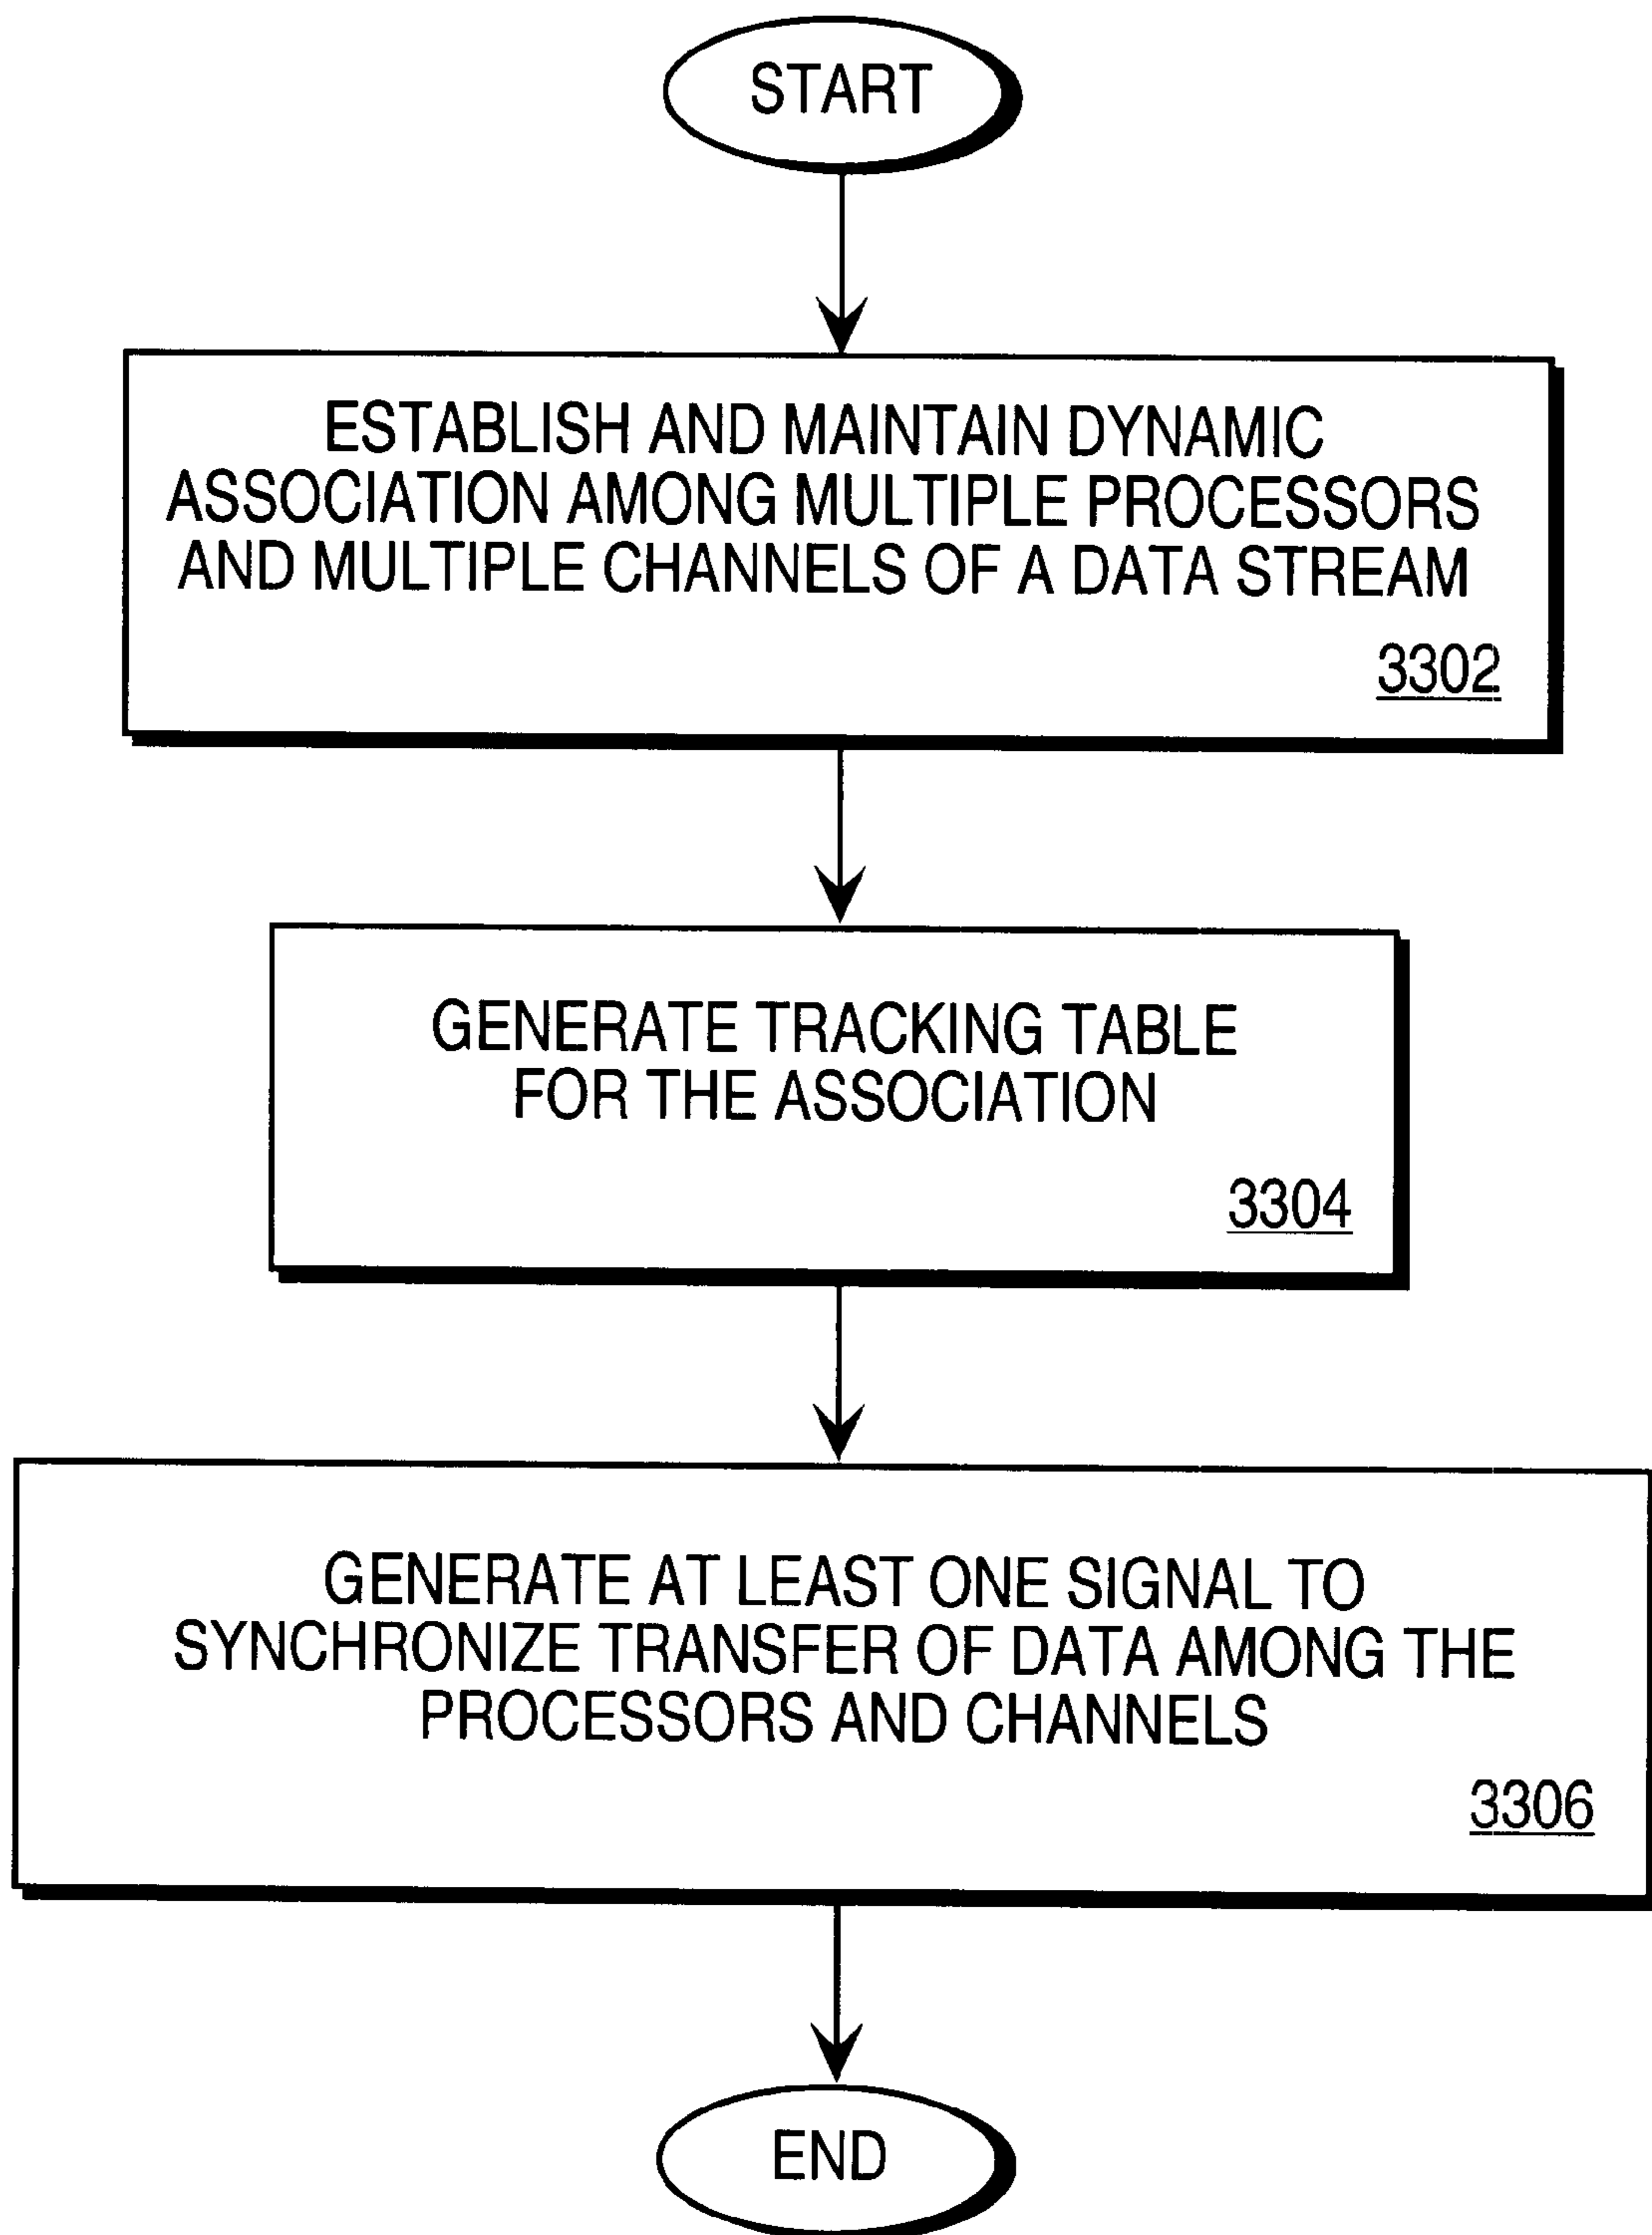 START
ESTABLISH AND MAINTAIN DYNAMIC
ASSOCIATION AMONG MULTIPLE PROCESSORS
AND MULTIPLE CHANNELS OF A DATA STREAM
3302
GENERATE TRACKING TABLE
FOR THE ASSOCIATION
3304
GENERATE AT LEAST ONE SIGNAL TO
SYNCHRONIZE TRANSFER OF DATA AMONG THE
PROCESSORS AND CHANNELS
3306
END